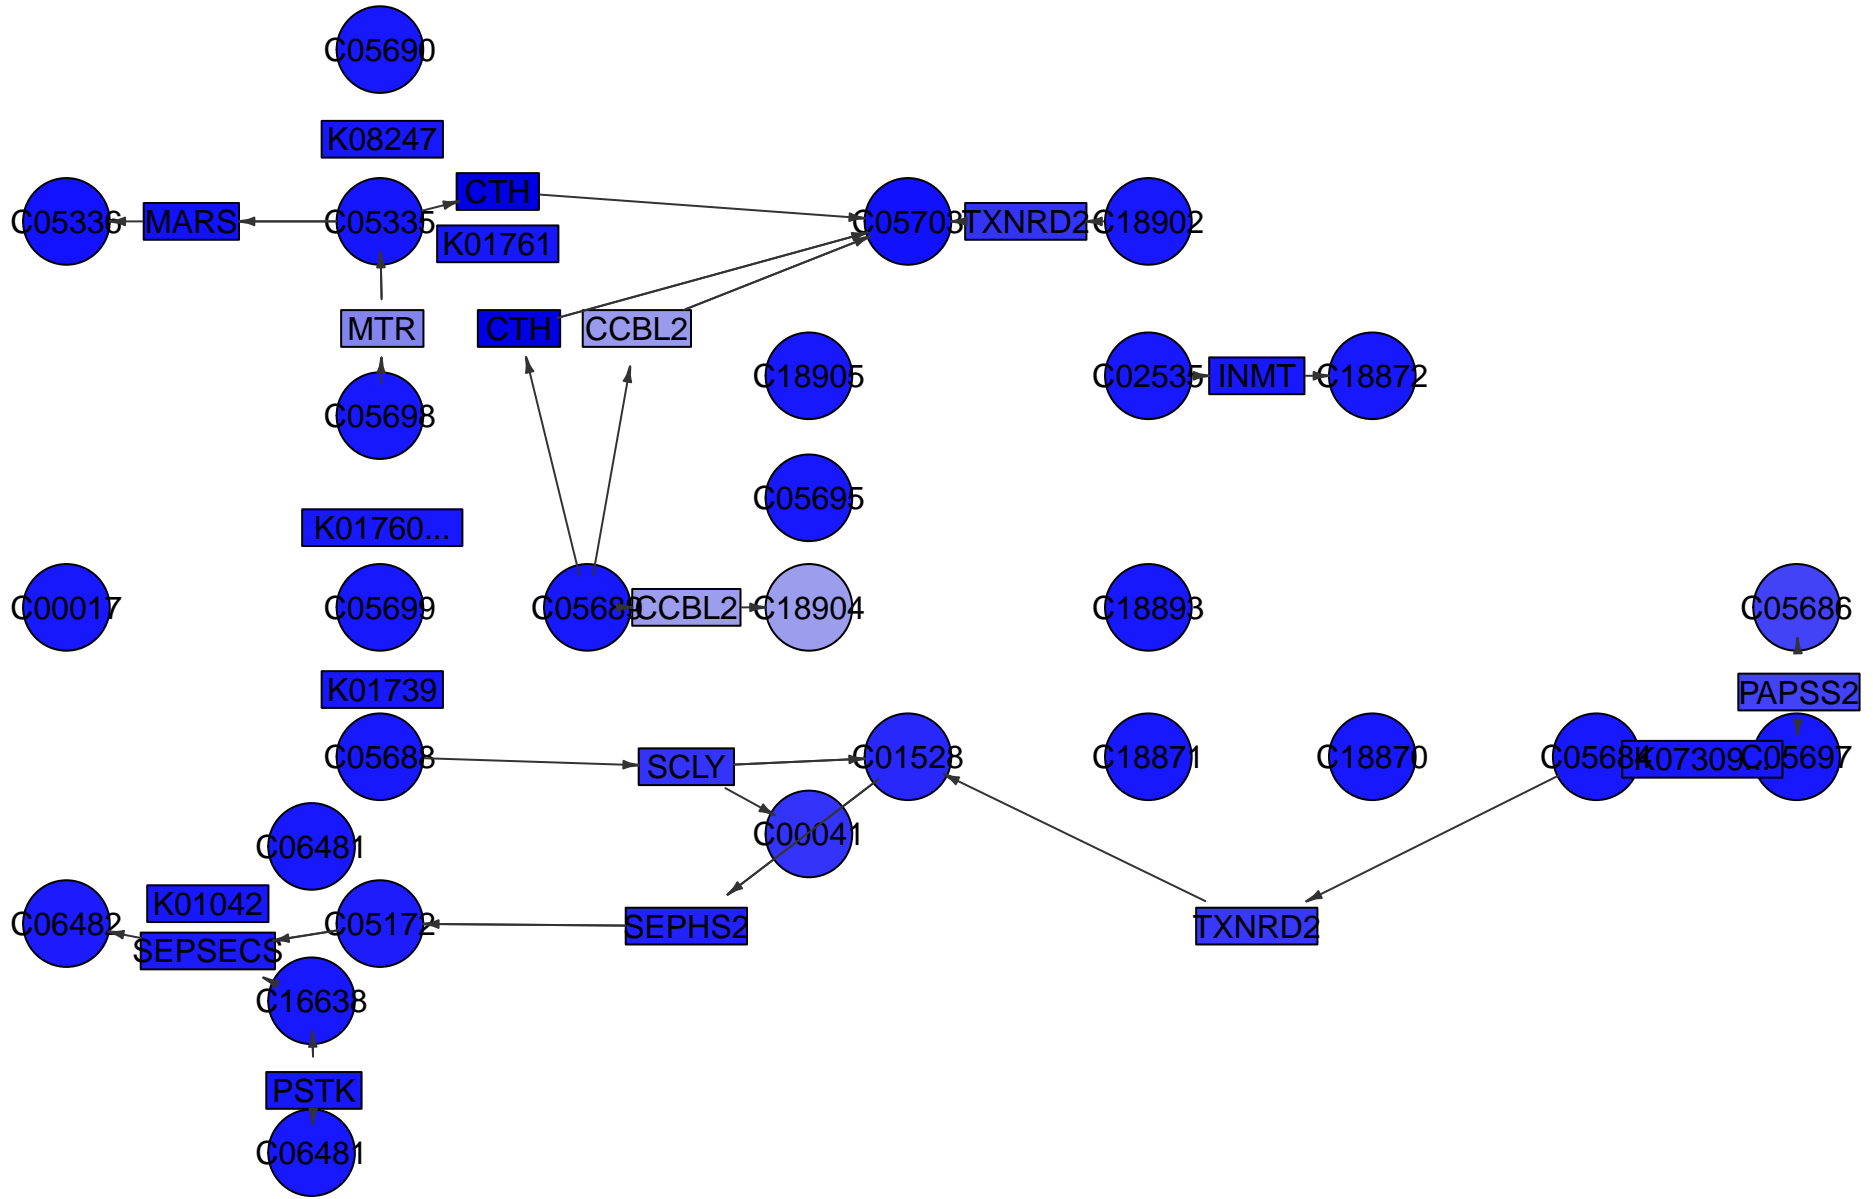 C05690
K08247
CTH
C05336
MARS
C05335
C05703
TXNRD2
C18902
K01761
MTR
CTH
CCBL2
C18905
C02535
INMT
C18872
C05698
C05695
K01760...
C00017
C05699
C05689
CCBL2
C18904
C18893
C05686
K01739
PAPSS2
C05688
SCLY
C01528
C18871
C18870
C05684
K07309...
C05697
C00041
C06481
K01042
C06482
C05172
SEPHS2
TXNRD2
SEPSECS
C16638
PSTK
C06481